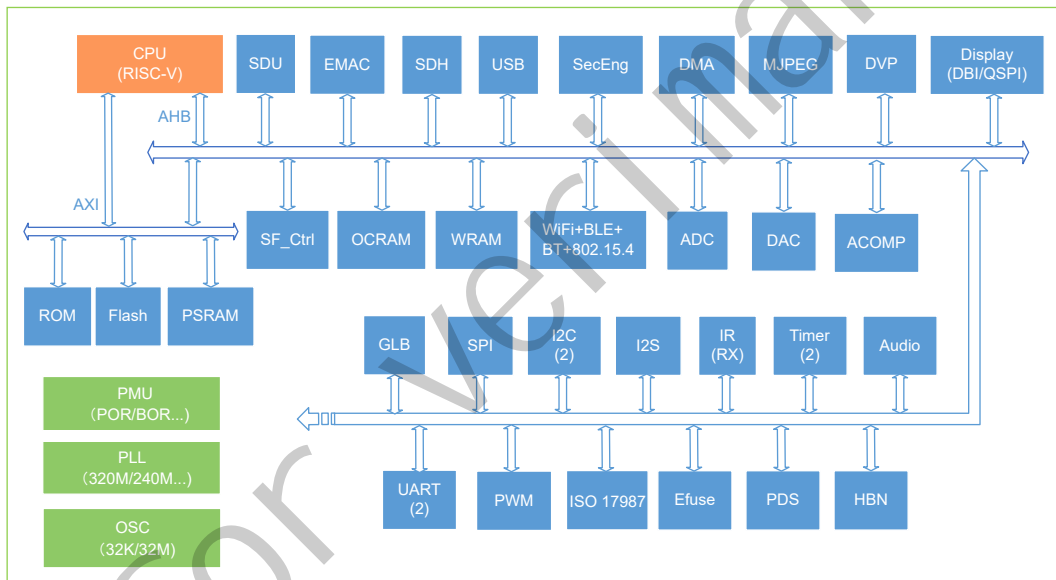 CPU
(RISC-V)
SDU
EMAC
SDH
USB
SecEng
DMA
MJPEG
DVP
Display
(DBI/QSPI)
AHB
AXI
SF_Ctrl
OCRAM
WRAM
WiFi+BLE+
BT+802.15.4
ADC
DAC
ACOMP
ROM
Flash
PSRAM
GLB
SPI
I2C
(2)
I2S
IR
(RX)
Timer
(2)
Audio
PMU
（POR/BOR...）
PLL
（320M/240M...）
OSC
（32K/32M)
UART
(2)
PWM
ISO 17987
Efuse
PDS
HBN
for verima